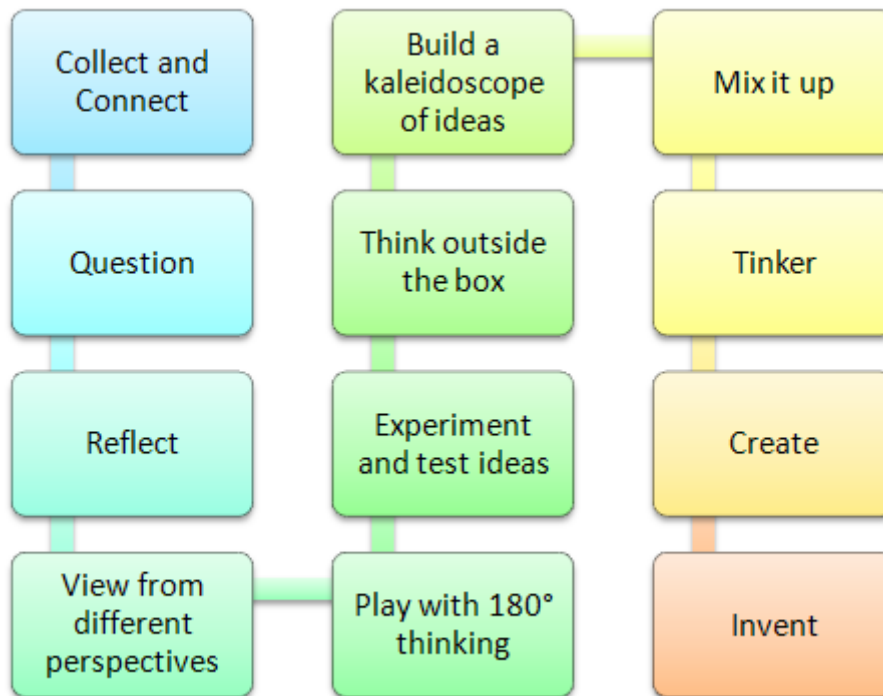 Collect and
Connect
Question
Reflect
View from
different
perspectives
Play with 180°
thinking
Experiment
and test ideas
Think outside
the box
Build a
kaleidoscope
of ideas
Mix it up
Tinker
Create
Invent